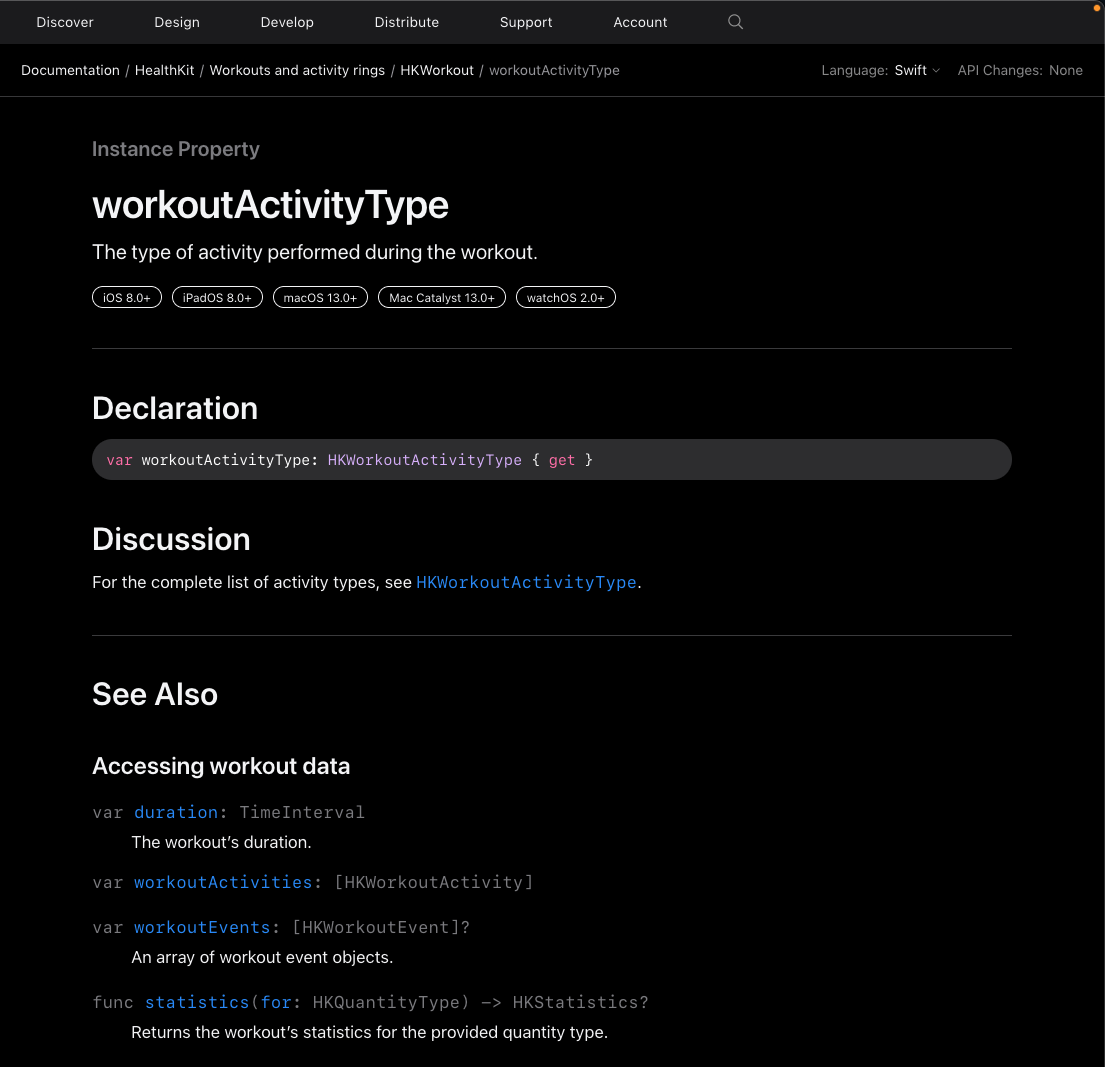 Discover Design Develop Distribute Support Account
Documentation / HealthKit / Workouts and activity rings / HKWorkout / workoutActivityType Language: Swift API Changes: None
Instance Property
workoutActivityType
The type of activity performed during the workout.
iOS 8.0+ iPadOS 8.0+ macOS 13.0+ Mac Catalyst 13.0+ watchOS 2.0+
Declaration
var workoutActivityType: HKWorkoutActivityType { get }
Discussion
For the complete list of activity types, see HKWorkoutActivityType.
See Also
Accessing workout data
var duration: TimeInterval
The workout’s duration.
var workoutActivities: [HKWorkoutActivity]
var workoutEvents: [HKWorkoutEvent]?
An array of workout event objects.
func statistics(for: HKQuantityType) -> HKStatistics?
Returns the workout’s statistics for the provided quantity type.